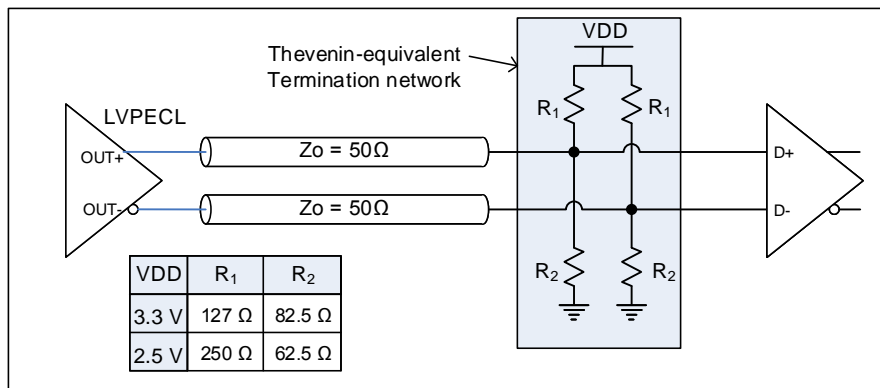 VDD
Thevenin-equivalent
Termination network
R1 R1
LVPECL
OUT+ Zo = 50Ω D+
OUT- Zo = 50Ω D-
R2 R2
VDD R1 R2
3.3 V 127 Ω 82.5 Ω
2.5 V 250 Ω 62.5 Ω